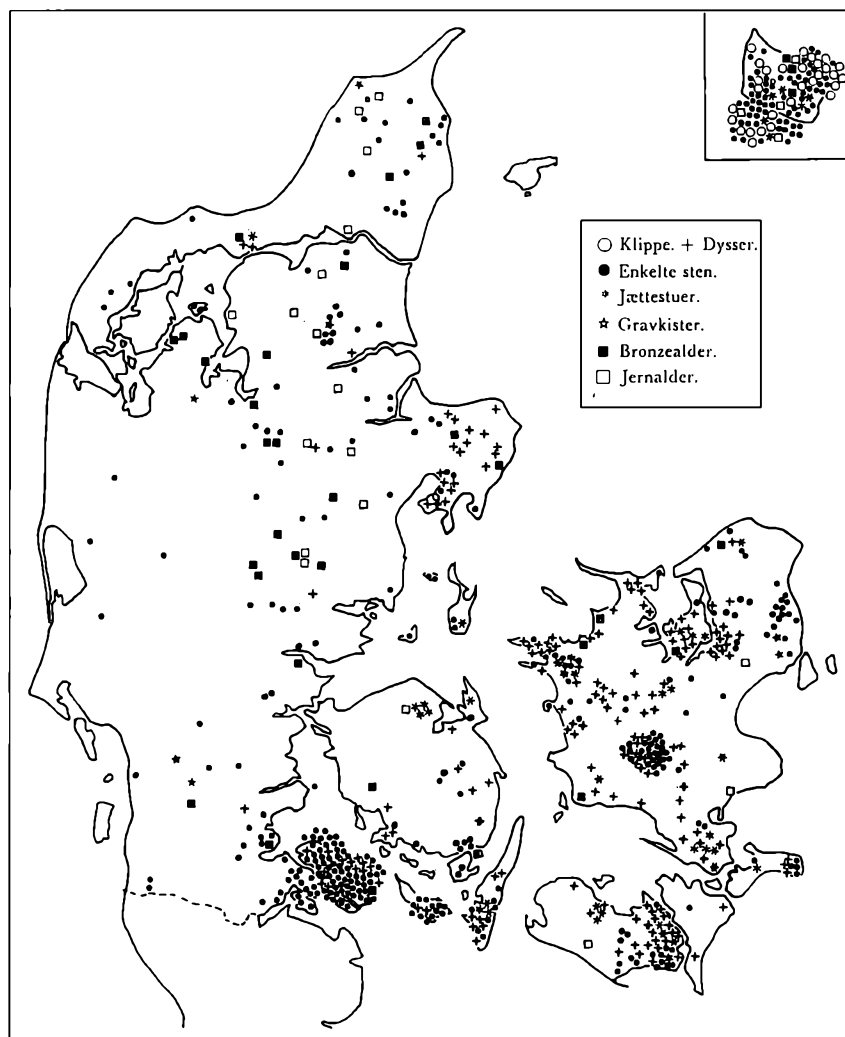 ○ Klippe. + Dysser.
● Enkelte sten.
* Jættestuer.
☆ Gravkister.
■ Bronzealder.
□ Jernalder.